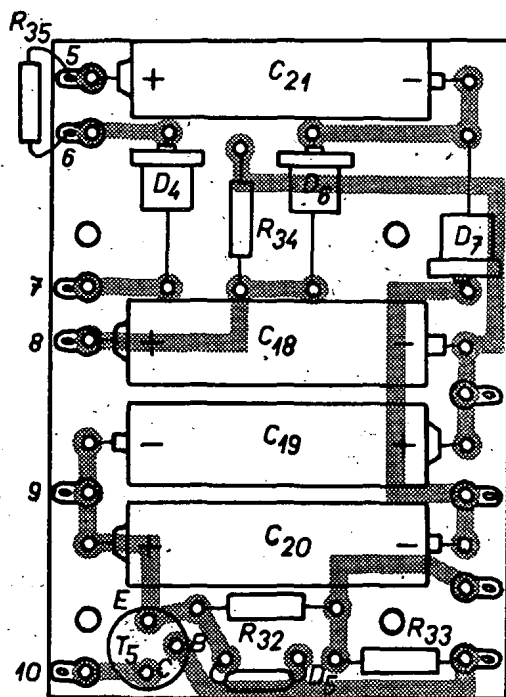 R35
5
+ C21 -
6
D4
D6
R34
D7
7
8
+ C18 -
- C19 +
9
+ C20 -
E
R32
T5
B
R33
C
D5
10